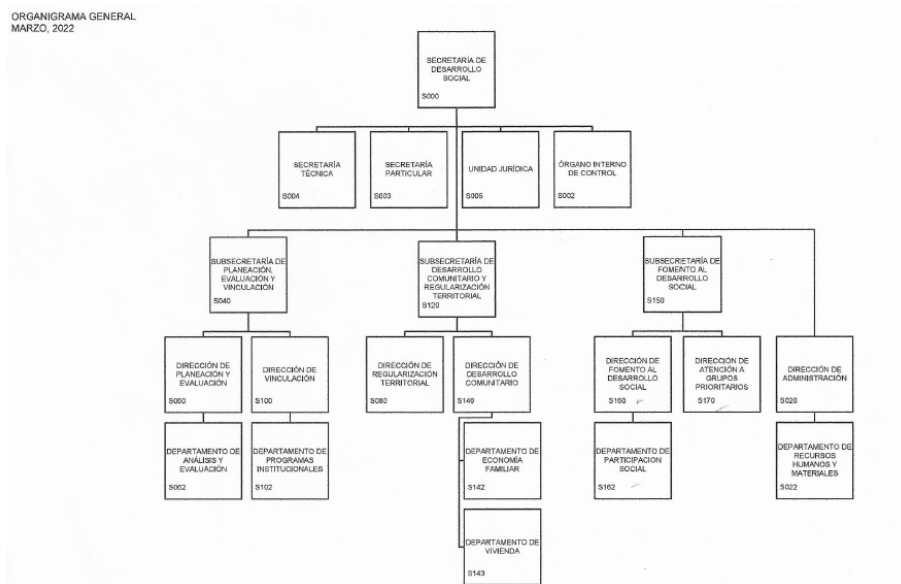 ORGANIGRAMA GENERAL
MARZO, 2022
SECRETARÍA DE
DESARROLLO
SOCIAL
S000
SECRETARÍA
TÉCNICA
S004
SECRETARÍA
PARTICULAR
S003
UNIDAD JURÍDICA
S005
ÓRGANO INTERNO
DE CONTROL
S002
SUBSECRETARÍA DE
PLANEACIÓN,
EVALUACIÓN Y
VINCULACIÓN
S040
SUBSECRETARÍA DE
DESARROLLO
COMUNITARIO Y
REGULARIZACIÓN
TERRITORIAL
S120
SUBSECRETARÍA DE
FOMENTO AL
DESARROLLO
SOCIAL
S150
DIRECCIÓN DE
PLANEACIÓN Y
EVALUACIÓN
S060
DIRECCIÓN DE
VINCULACIÓN
S100
DIRECCIÓN DE
REGULARIZACIÓN
TERRITORIAL
S080
DIRECCIÓN DE
DESARROLLO
COMUNITARIO
S140
DIRECCIÓN DE
FOMENTO AL
DESARROLLO
SOCIAL
S160
DIRECCIÓN DE
ATENCIÓN A
GRUPOS
PRIORITARIOS
S170
DIRECCIÓN DE
ADMINISTRACIÓN
S020
DEPARTAMENTO DE
ANÁLISIS Y
EVALUACIÓN
S062
DEPARTAMENTO DE
PROGRAMAS
INSTITUCIONALES
S102
DEPARTAMENTO DE
ECONOMÍA
FAMILIAR
S142
DEPARTAMENTO DE
PARTICIPACION
SOCIAL
S162
DEPARTAMENTO DE
RECURSOS
HUMANOS Y
MATERIALES
S022
DEPARTAMENTO DE
VIVIENDA
S143